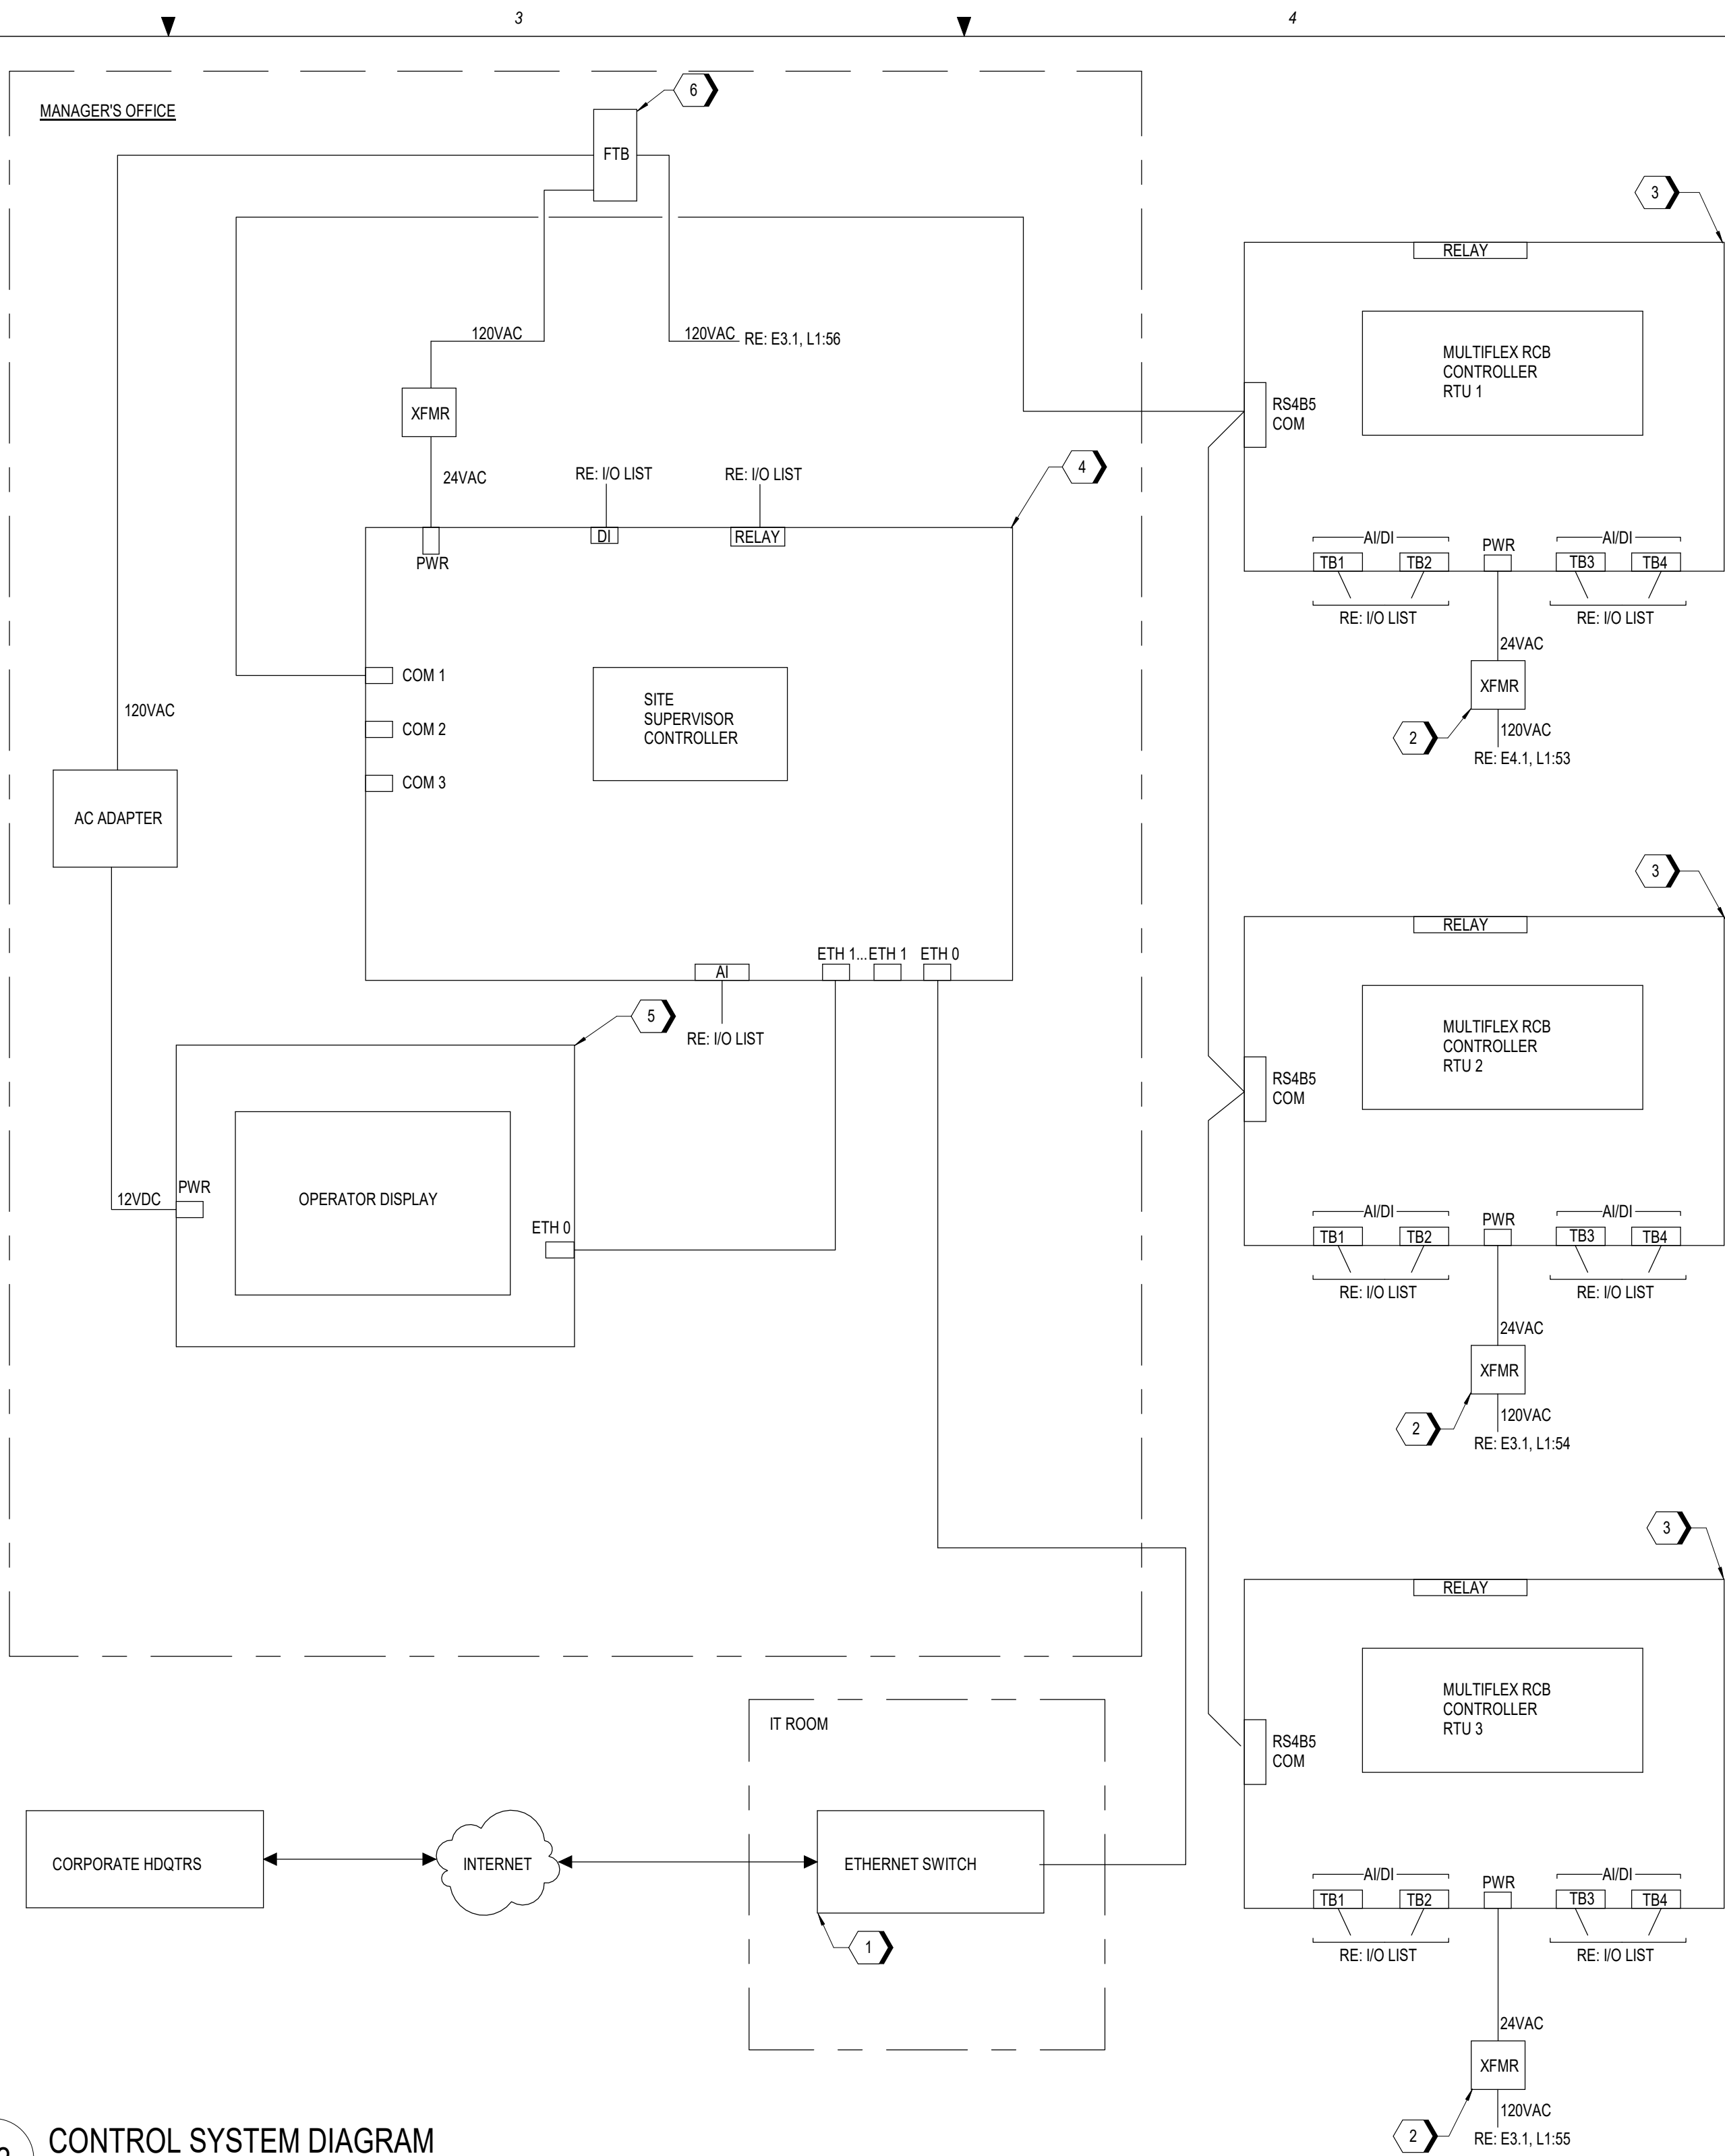 3
4
MANAGER'S OFFICE
6
FTB
120VAC
120VAC RE: E3.1, L1:56
XFMR
24VAC
RE: I/O LIST
RE: I/O LIST
4
DI
RELAY
PWR
COM 1
COM 2
COM 3
SITE
SUPERVISOR
CONTROLLER
120VAC
AC ADAPTER
ETH 1...ETH 1
ETH 0
AI
RE: I/O LIST
5
12VDC
PWR
OPERATOR DISPLAY
ETH 0
3
RELAY
MULTIFLEX RCB
CONTROLLER
RTU 1
RS4B5
COM
AI/DI
PWR
AI/DI
TB1
TB2
TB3
TB4
RE: I/O LIST
RE: I/O LIST
24VAC
XFMR
2
120VAC
RE: E4.1, L1:53
3
RELAY
MULTIFLEX RCB
CONTROLLER
RTU 2
RS4B5
COM
AI/DI
PWR
AI/DI
TB1
TB2
TB3
TB4
RE: I/O LIST
RE: I/O LIST
24VAC
XFMR
2
120VAC
RE: E3.1, L1:54
3
RELAY
MULTIFLEX RCB
CONTROLLER
RTU 3
RS4B5
COM
AI/DI
PWR
AI/DI
TB1
TB2
TB3
TB4
RE: I/O LIST
RE: I/O LIST
24VAC
XFMR
2
120VAC
RE: E3.1, L1:55
IT ROOM
CORPORATE HDQTRS
INTERNET
ETHERNET SWITCH
1
CONTROL SYSTEM DIAGRAM